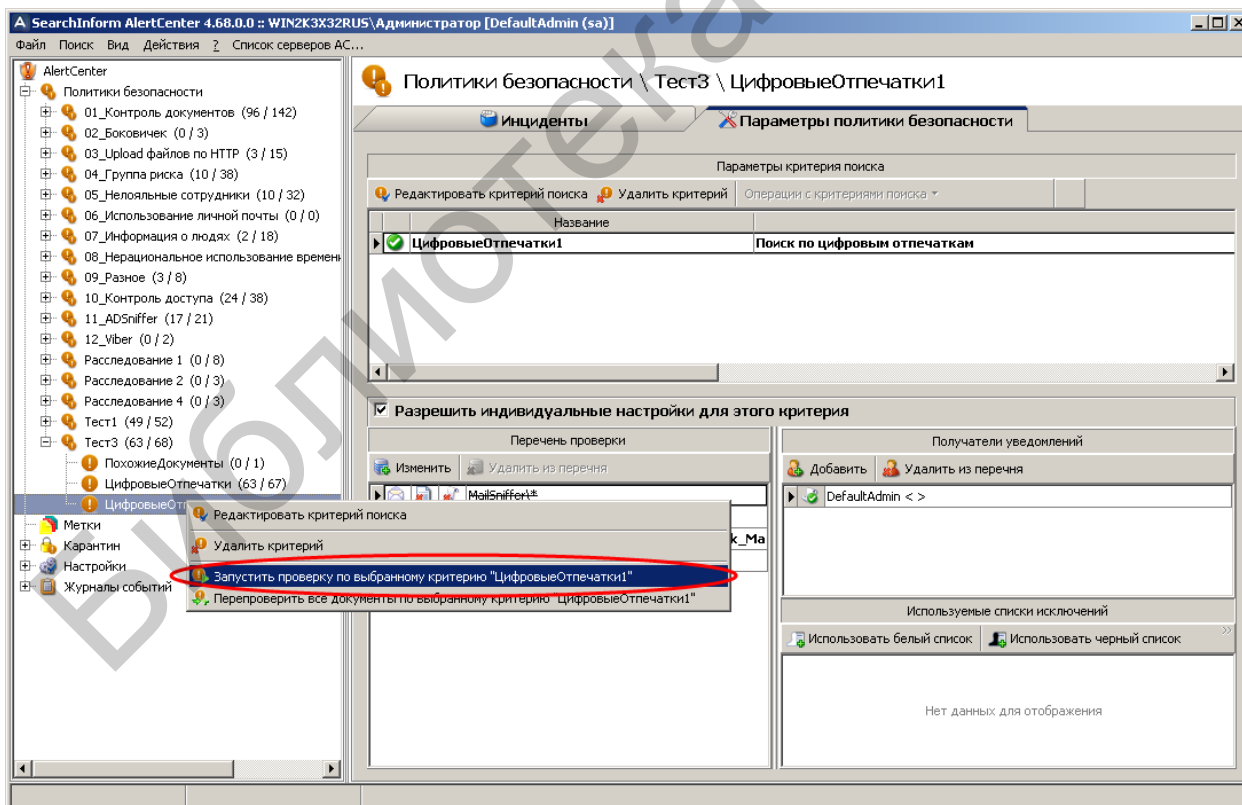 SearchInform AlertCenter 4.68.0.0 :: WIN2K3X32RUS\Администратор [DefaultAdmin (sa)]
Файл Поиск Вид Действия ? Список серверов АС...
AlertCenter
Политики безопасности
01_Контроль документов (96 / 142)
02_Боковичек (0 / 3)
03_Upload файлов по HTTP (3 / 15)
04_Группа риска (10 / 38)
05_Нелояльные сотрудники (10 / 32)
06_Использование личной почты (0 / 0)
07_Информация о людях (2 / 18)
08_Нерациональное использование времени
09_Разное (3 / 8)
10_Контроль доступа (24 / 38)
11_ADSniffer (17 / 21)
12_Viber (0 / 2)
Расследование 1 (0 / 8)
Расследование 2 (0 / 3)
Расследование 4 (0 / 3)
Тест1 (49 / 52)
Тест3 (63 / 68)
ПохожиеДокументы (0 / 1)
ЦифровыеОтпечатки (63 / 67)
ЦифровыеОтп
Метки
Карантин
Настройки
Журналы событий
Редактировать критерий поиска
Удалить критерий
Запустить проверку по выбранному критерию "ЦифровыеОтпечатки1"
Перепроверить все документы по выбранному критерию "ЦифровыеОтпечатки1"
Политики безопасности \ Тест3 \ ЦифровыеОтпечатки1
Инциденты Параметры политики безопасности
Параметры критерия поиска
Редактировать критерий поиска Удалить критерий Операции с критериями поиска
Название
ЦифровыеОтпечатки1 Поиск по цифровым отпечаткам
Разрешить индивидуальные настройки для этого критерия
Перечень проверки
Изменить Удалить из перечня
MailSniffer\*
k_Ma
Получатели уведомлений
Добавить Удалить из перечня
DefaultAdmin < >
Используемые списки исключений
Использовать белый список Использовать черный список
Нет данных для отображения
Библиотека